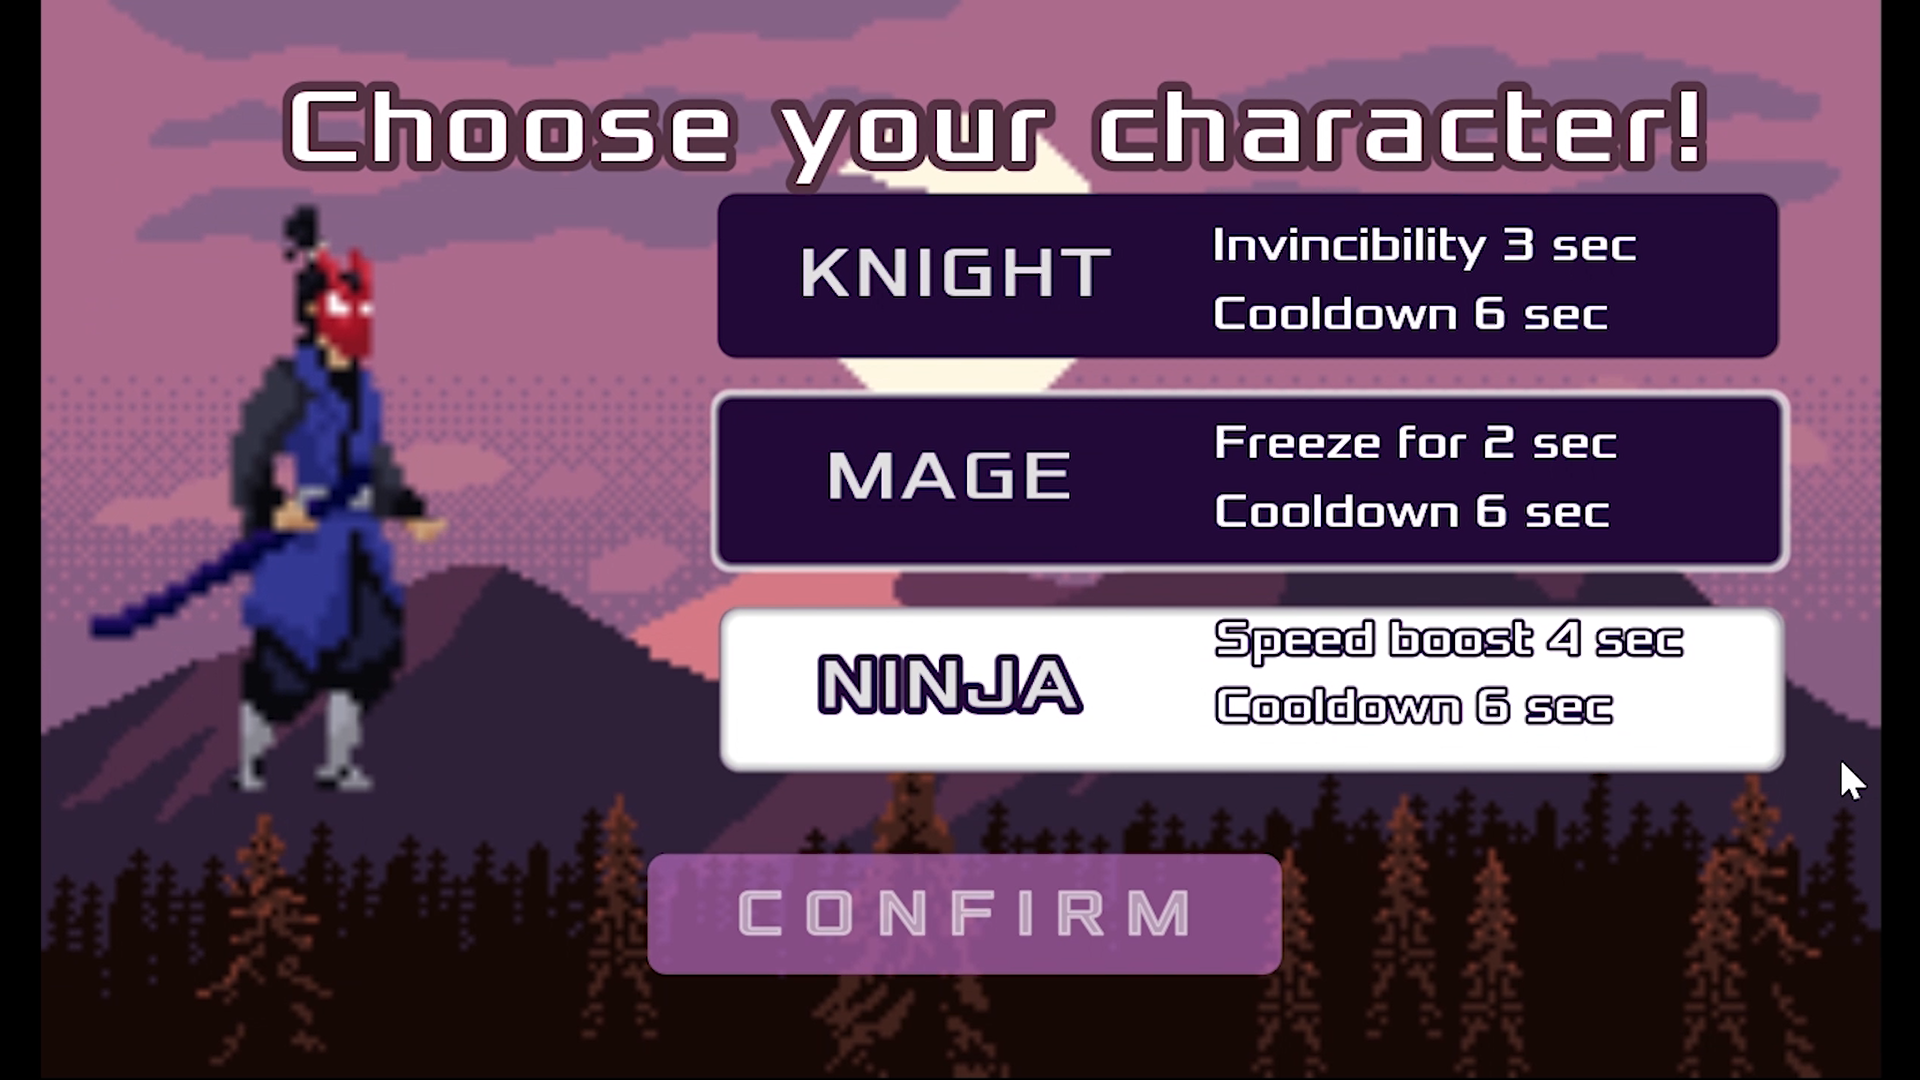 Choose your character!
KNIGHT
Invincibility 3 sec
Cooldown 6 sec
MAGE
Freeze for 2 sec
Cooldown 6 sec
NINJA
Speed boost 4 sec
Cooldown 6 sec
CONFIRM